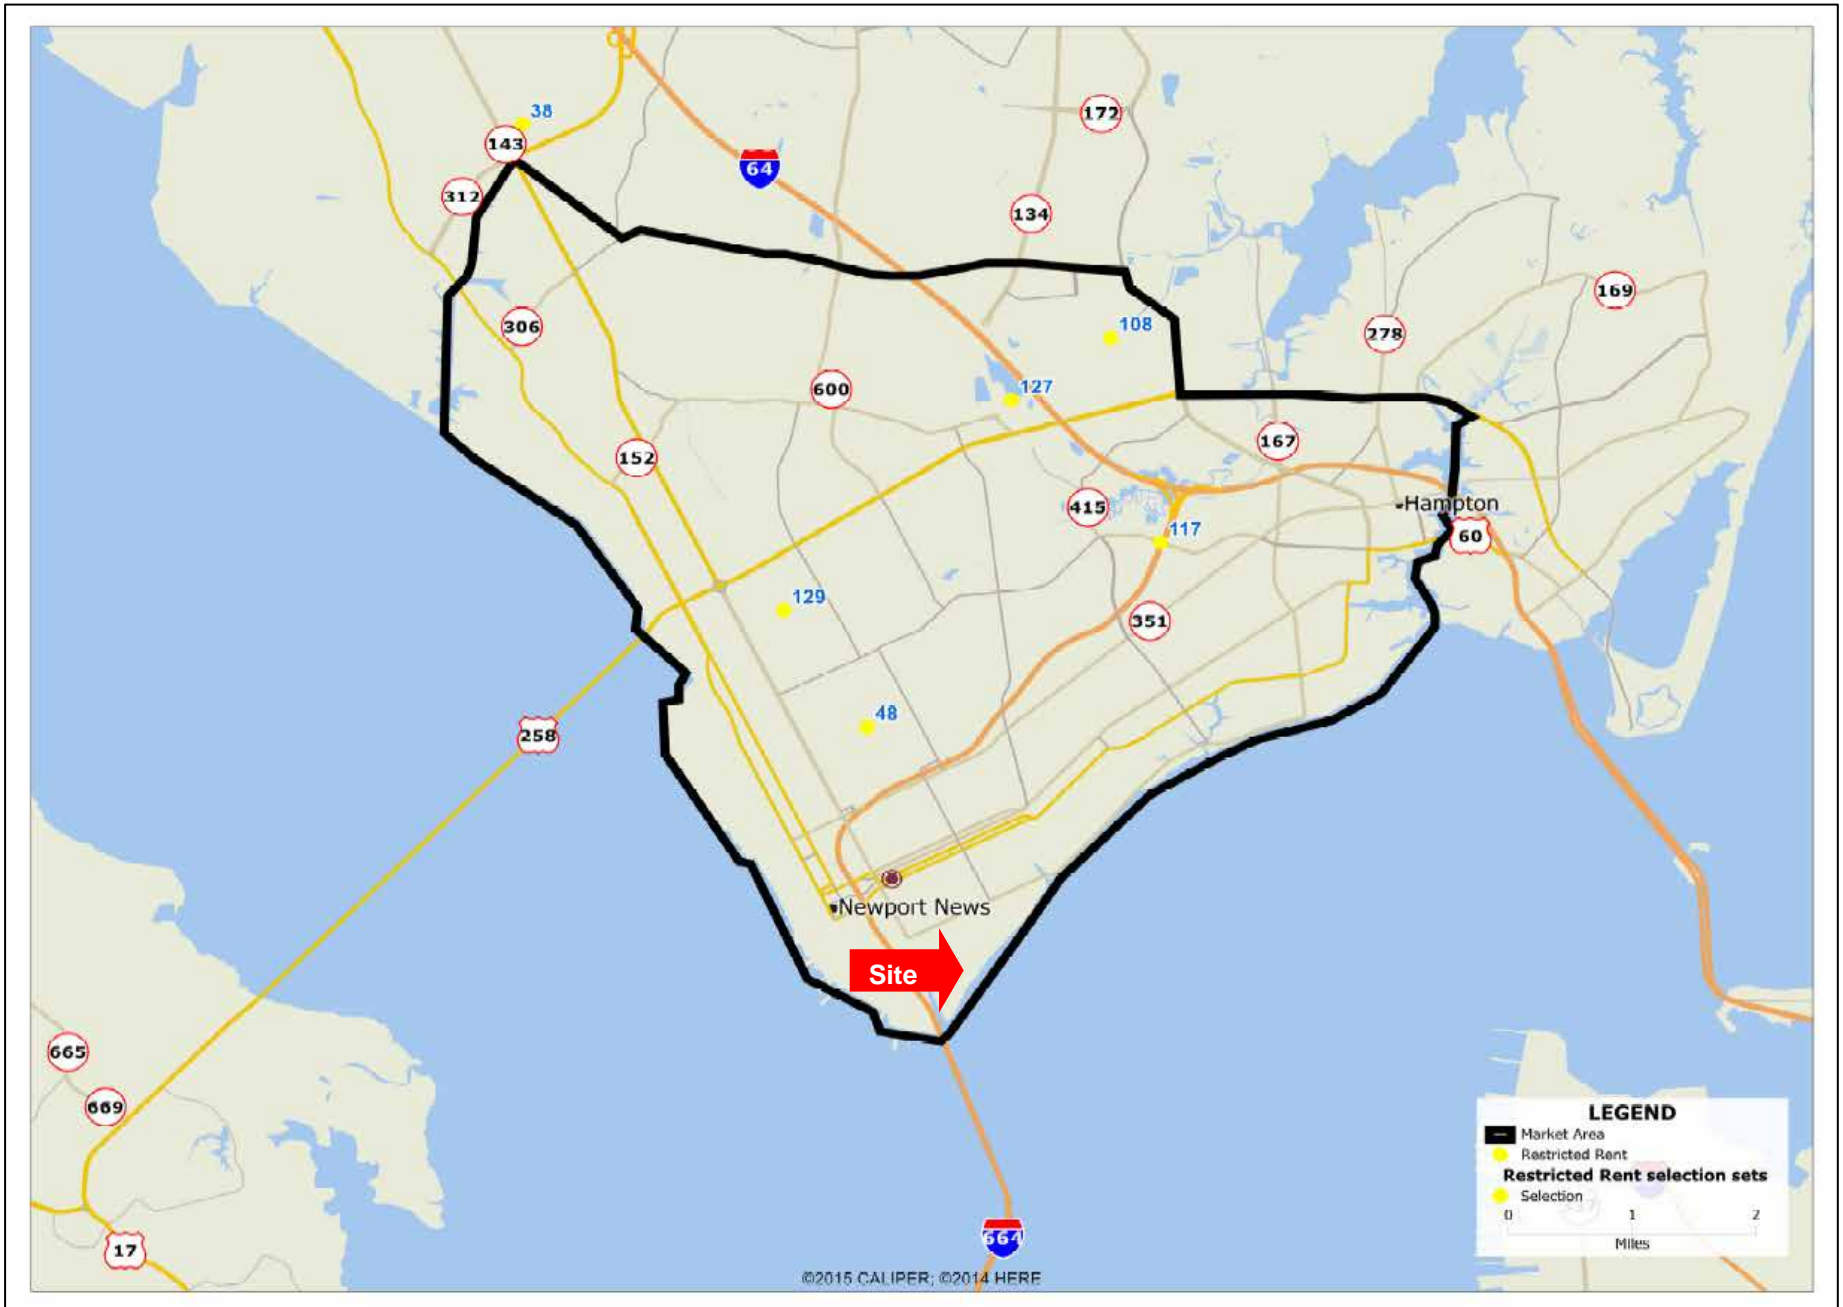 38
143
172
64
312
134
169
306
108
278
127
600
167
152
415
Hampton
117
60
129
351
48
258
Newport News
Site
665
669
17
664
LEGEND
Market Area
Restricted Rent
Restricted Rent selection sets
Selection
0 1 2
Miles
©2015 CALIPER; ©2014 HERE